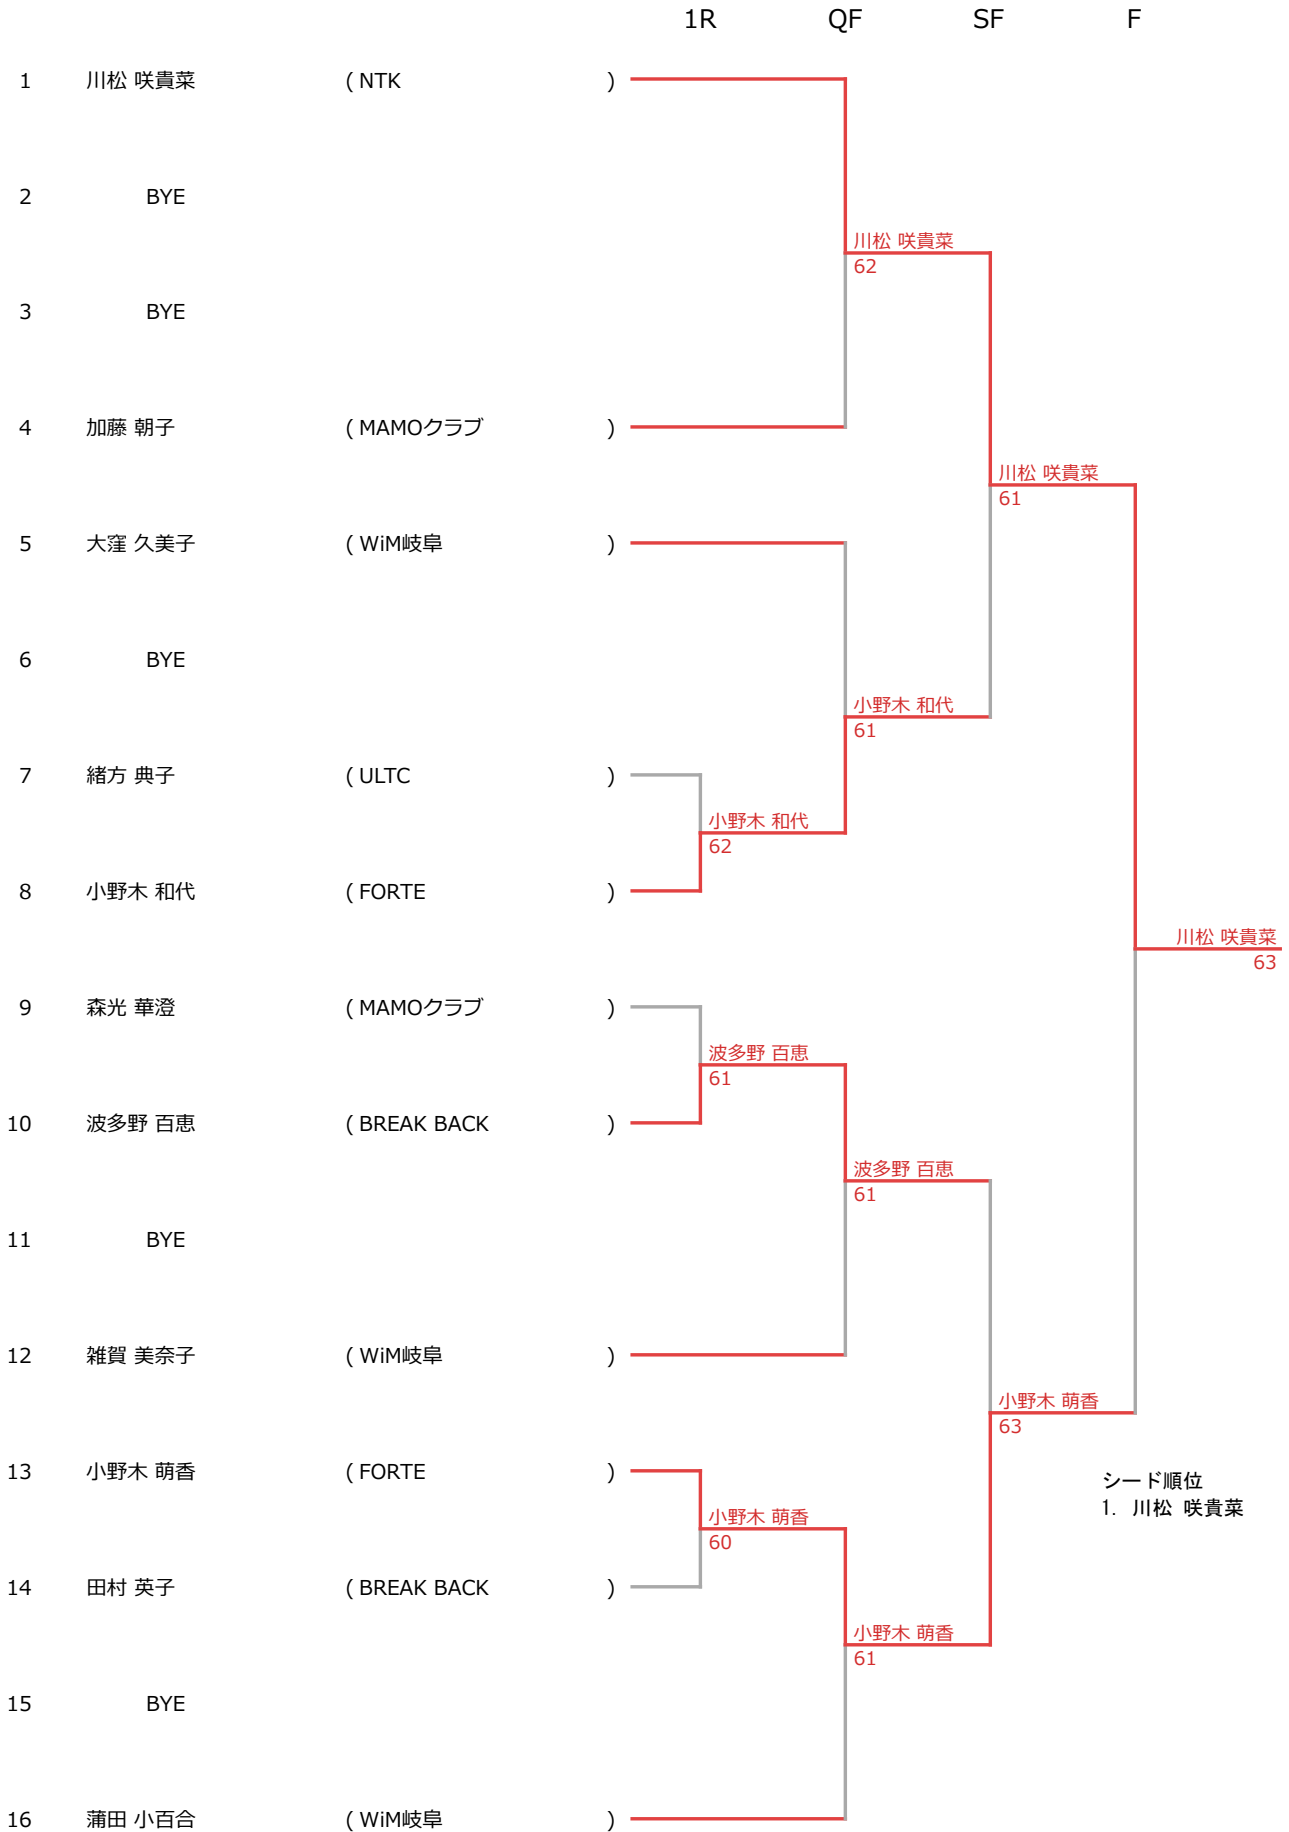 1R QF SF F
1 川松 咲貴菜 ( NTK )
2 BYE
川松 咲貴菜
62
3 BYE
4 加藤 朝子 ( MAMOクラブ )
川松 咲貴菜
61
5 大窪 久美子 ( WiM岐阜 )
6 BYE
小野木 和代
61
7 緒方 典子 ( ULTC )
小野木 和代
62
8 小野木 和代 ( FORTE )
川松 咲貴菜
63
9 森光 華澄 ( MAMOクラブ )
波多野 百恵
61
10 波多野 百恵 ( BREAK BACK )
波多野 百恵
61
11 BYE
12 雑賀 美奈子 ( WiM岐阜 )
小野木 萌香
63
13 小野木 萌香 ( FORTE )
シード順位
1. 川松 咲貴菜
小野木 萌香
60
14 田村 英子 ( BREAK BACK )
小野木 萌香
61
15 BYE
16 蒲田 小百合 ( WiM岐阜 )